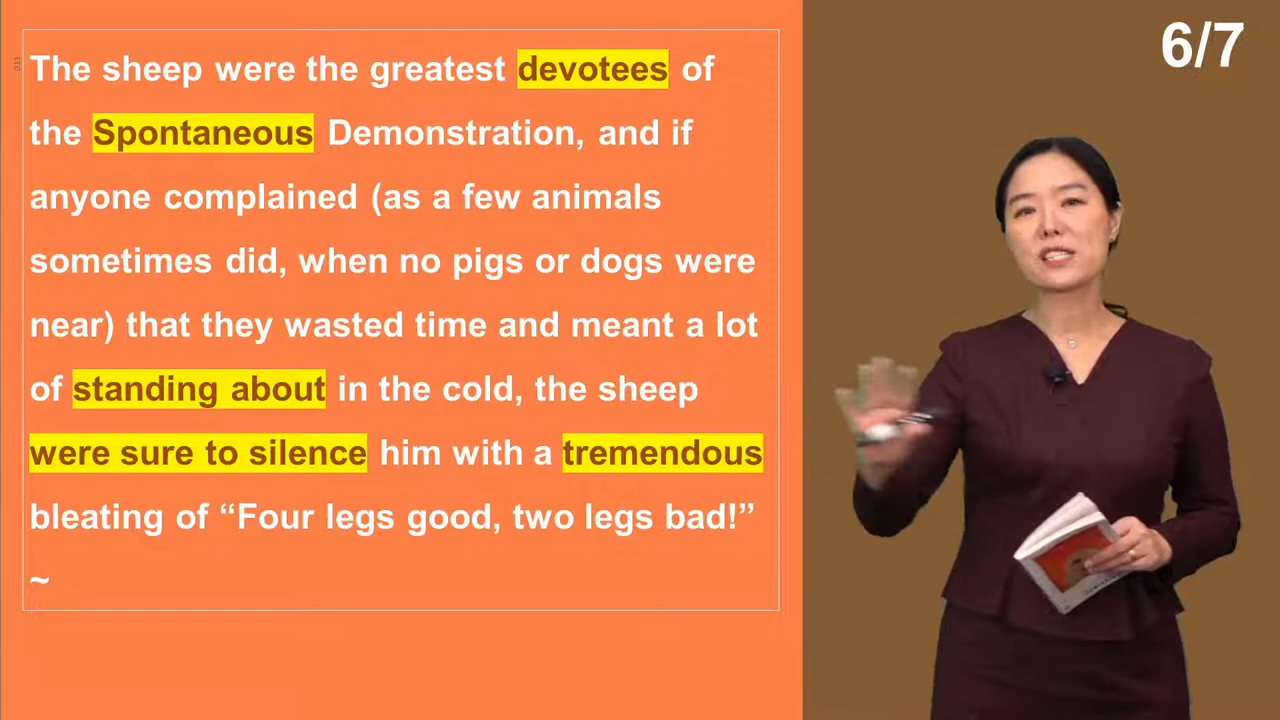 6/7
The sheep were the greatest devotees of
the Spontaneous Demonstration, and if
anyone complained (as a few animals
sometimes did, when no pigs or dogs were
near) that they wasted time and meant a lot
of standing about in the cold, the sheep
were sure to silence him with a tremendous
bleating of “Four legs good, two legs bad!”
~